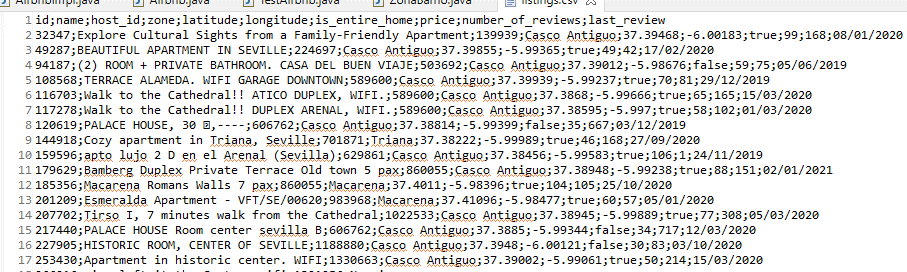 AirbnbImpl.java Airbnb.java TestAirbnb.java ZonaBarrio.java listings.csv
1 id;name;host_id;zone;latitude;longitude;is_entire_home;price;number_of_reviews;last_review
2 32347;Explore Cultural Sights from a Family-Friendly Apartment;139939;Casco Antiguo;37.39468;-6.00183;true;99;168;08/01/2020
3 49287;BEAUTIFUL APARTMENT IN SEVILLE;224697;Casco Antiguo;37.39855;-5.99365;true;49;42;17/02/2020
4 94187;(2) ROOM + PRIVATE BATHROOM. CASA DEL BUEN VIAJE;503692;Casco Antiguo;37.39012;-5.98676;false;59;75;05/06/2019
5 108568;TERRACE ALAMEDA. WIFI GARAGE DOWNTOWN;589600;Casco Antiguo;37.39939;-5.99237;true;70;81;29/12/2019
6 116703;Walk to the Cathedral!! ATICO DUPLEX, WIFI.;589600;Casco Antiguo;37.3868;-5.99666;true;65;165;15/03/2020
7 117278;Walk to the Cathedral!! DUPLEX ARENAL, WIFI.;589600;Casco Antiguo;37.38595;-5.997;true;58;102;01/03/2020
8 120619;PALACE HOUSE, 30 ,----;606762;Casco Antiguo;37.38814;-5.99399;false;35;667;03/12/2019
9 144918;Cozy apartment in Triana, Seville;701871;Triana;37.38222;-5.99989;true;46;168;27/09/2020
10 159596;apto lujo 2 D en el Arenal (Sevilla);629861;Casco Antiguo;37.38456;-5.99583;true;106;1;24/11/2019
11 179629;Bamberg Duplex Private Terrace Old town 5 pax;860055;Casco Antiguo;37.38948;-5.99238;true;88;151;02/01/2021
12 185356;Macarena Romans Walls 7 pax;860055;Macarena;37.4011;-5.98396;true;104;105;25/10/2020
13 201209;Esmeralda Apartment - VFT/SE/00620;983968;Macarena;37.41096;-5.98477;true;60;57;05/01/2020
14 207702;Tirso I, 7 minutes walk from the Cathedral;1022533;Casco Antiguo;37.38945;-5.99889;true;77;308;05/03/2020
15 217440;PALACE HOUSE Room center sevilla B;606762;Casco Antiguo;37.3885;-5.99344;false;34;717;12/03/2020
16 227905;HISTORIC ROOM, CENTER OF SEVILLE;1188880;Casco Antiguo;37.3948;-6.00121;false;30;83;03/10/2020
17 253430;Apartment in historic center. WIFI;1330663;Casco Antiguo;37.39002;-5.99061;true;50;214;15/03/2020